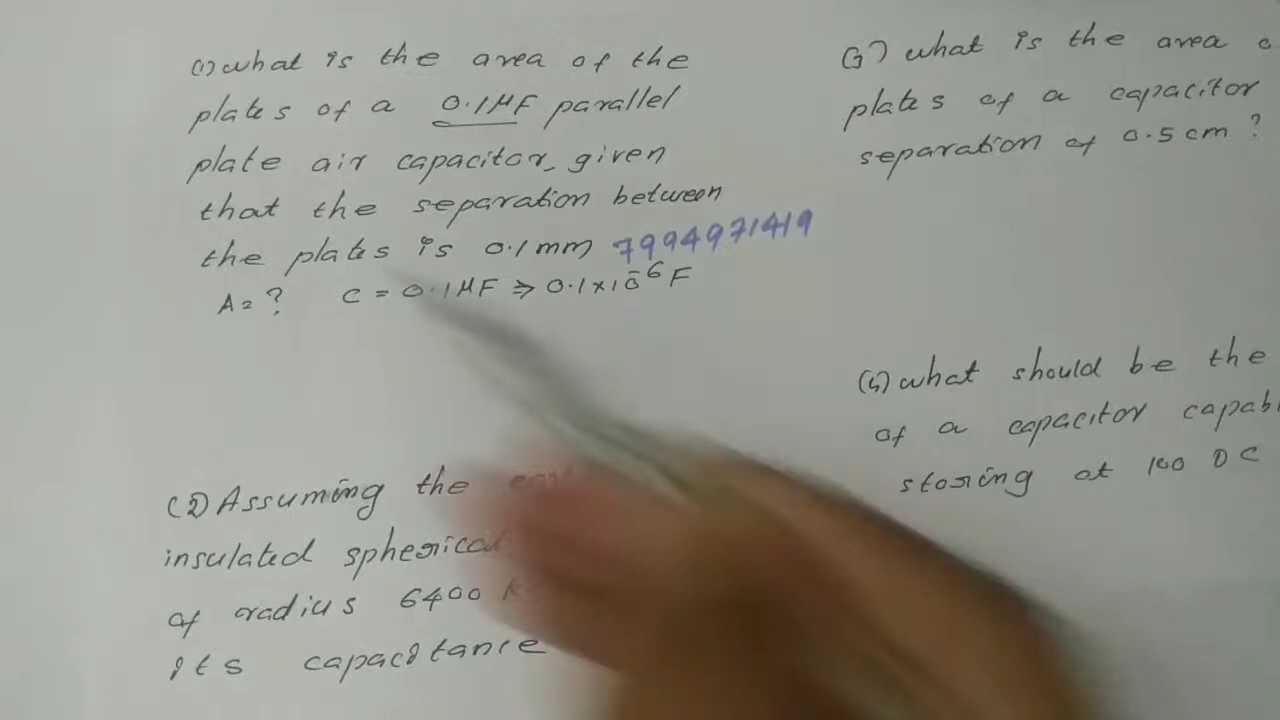 (1) what is the area of the
plates of a 0.1μF parallel
plate air capacitor, given
that the separation between
the plates is 0.1mm 7994971419
A = ? C = 0.1μF ⇒ 0.1×10⁻⁶F
(2) Assuming the
insulated spherical
of radius 6400
its capacitance
(3) what is the area
plates of a capacitor
separation of 0.5cm?
(4) what should be the
of a capacitor
storing at 100 DC